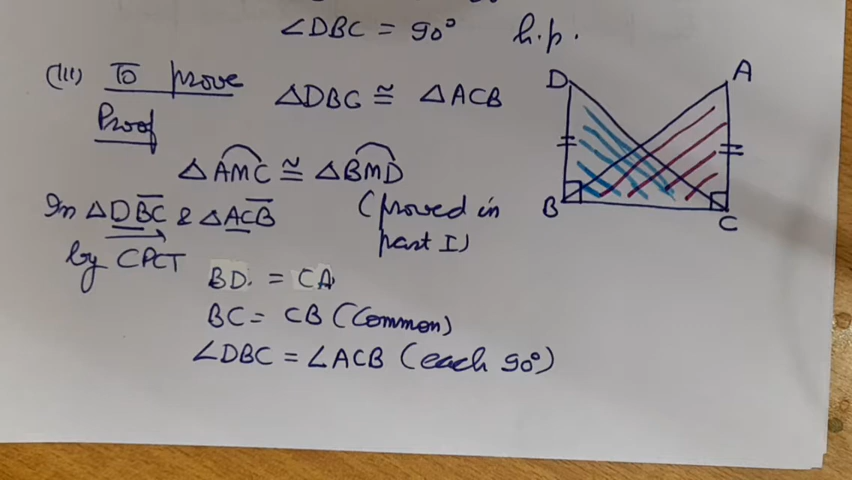 ∠DBC = 90° h.p.
(III) To prove △DBC ≅ △ACB
Proof
△AMC ≅ △BMD
(proved in
part I)
In △DBC & △ACB
by CPCT
BD. = CA
BC = CB (Common)
∠DBC = ∠ACB (each 90°)
D
A
B
C